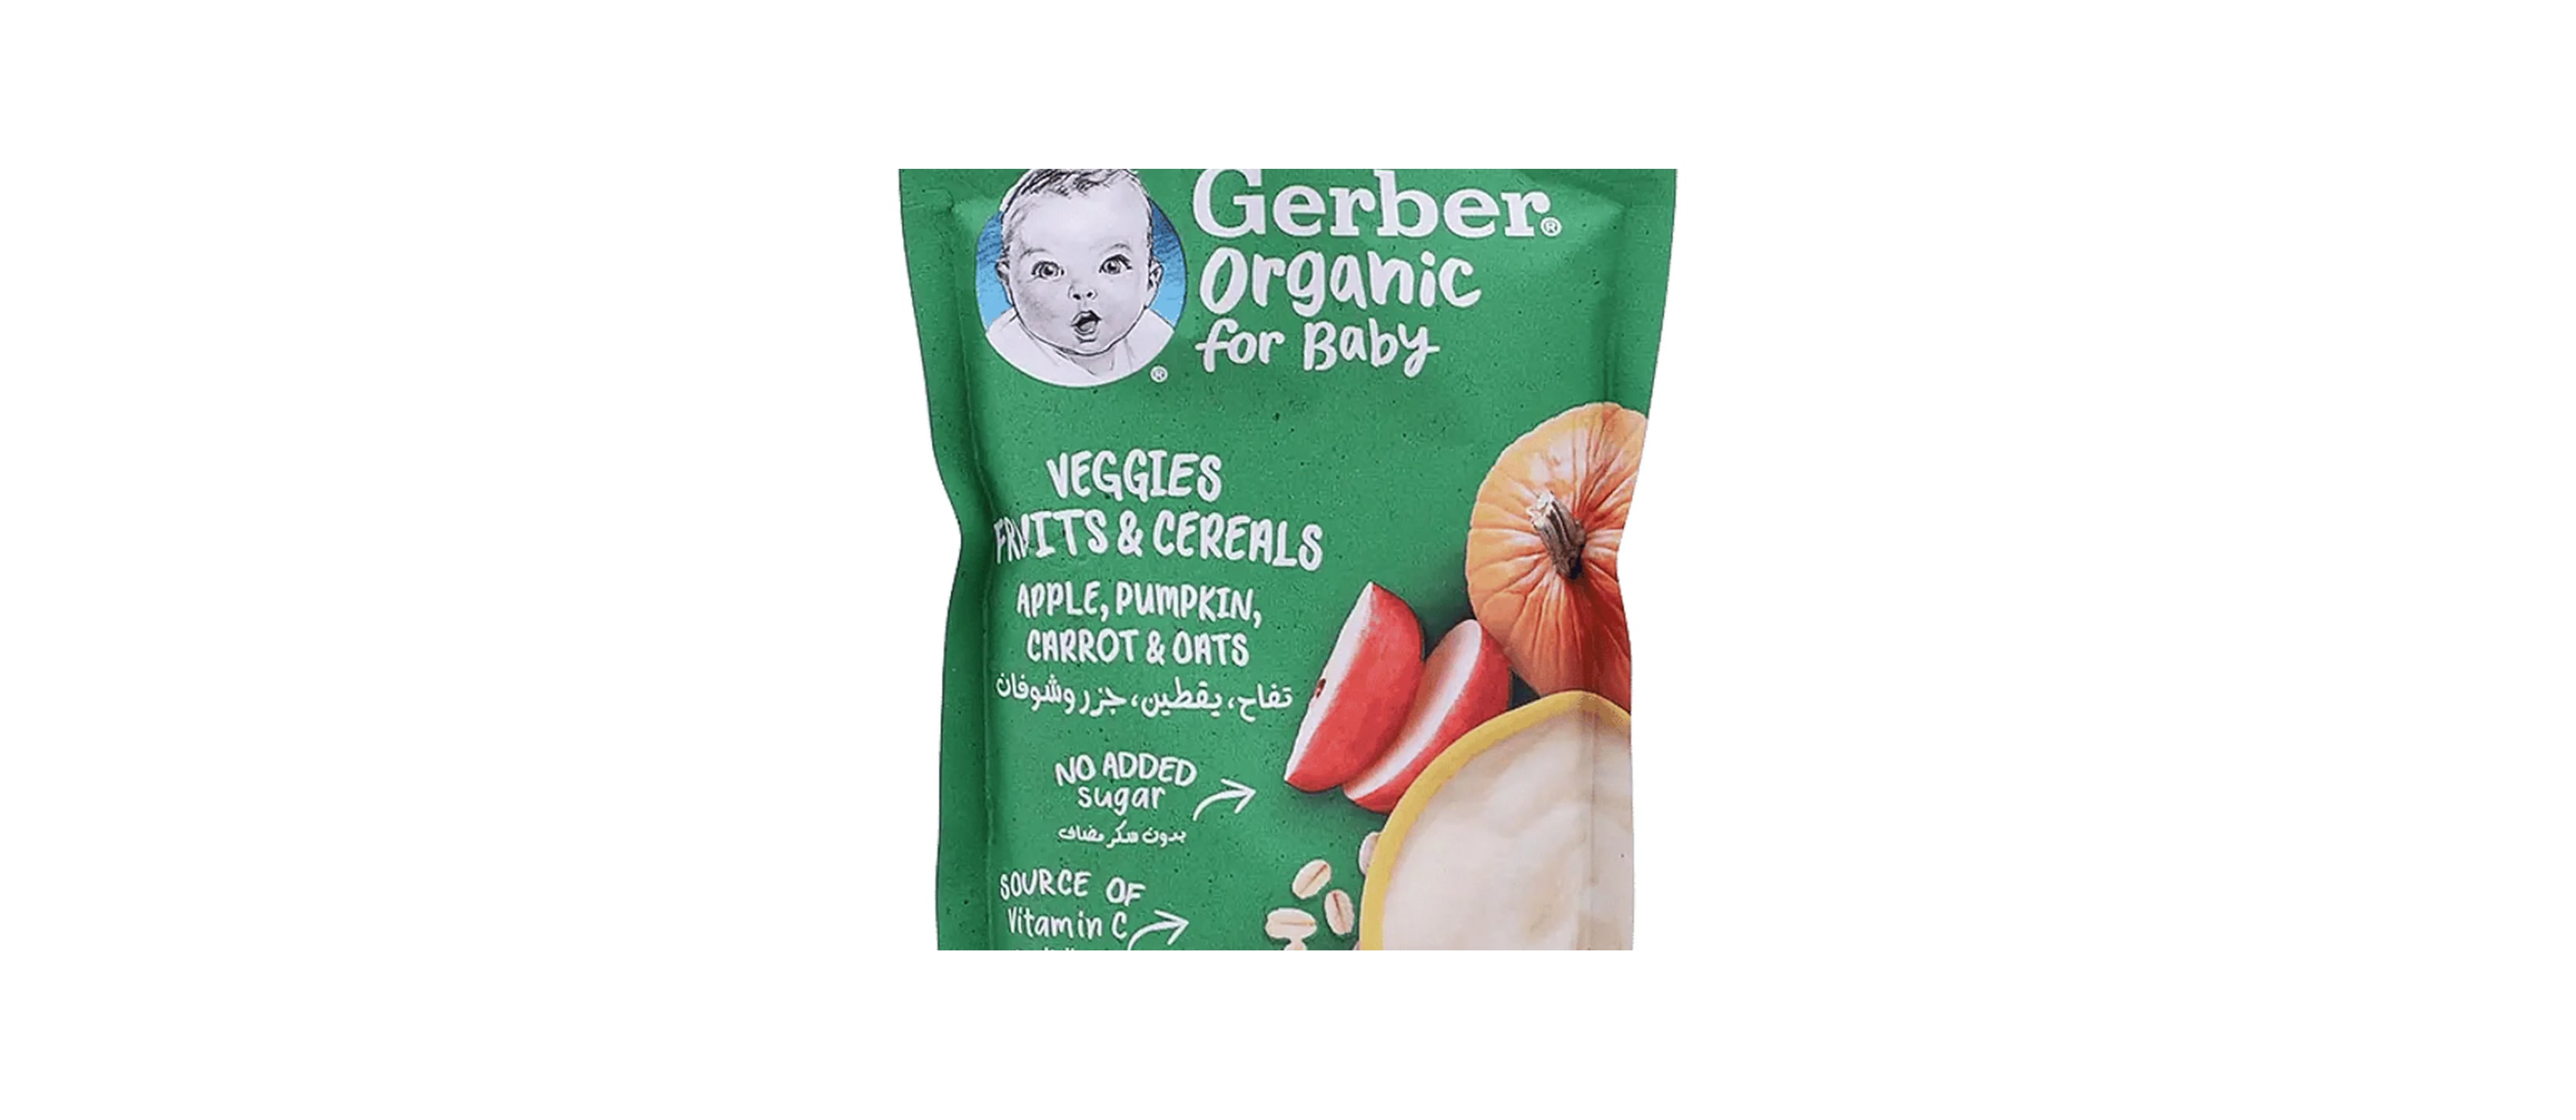 Gerber®
Organic
for Baby
®
VEGGIES
FRUITS & CEREALS
APPLE, PUMPKIN,
CARROT & OATS
تفاح، يقطين، جزر وشوفان
NO ADDED
sugar
بدون سكر مضاف
SOURCE OF
Vitamin C